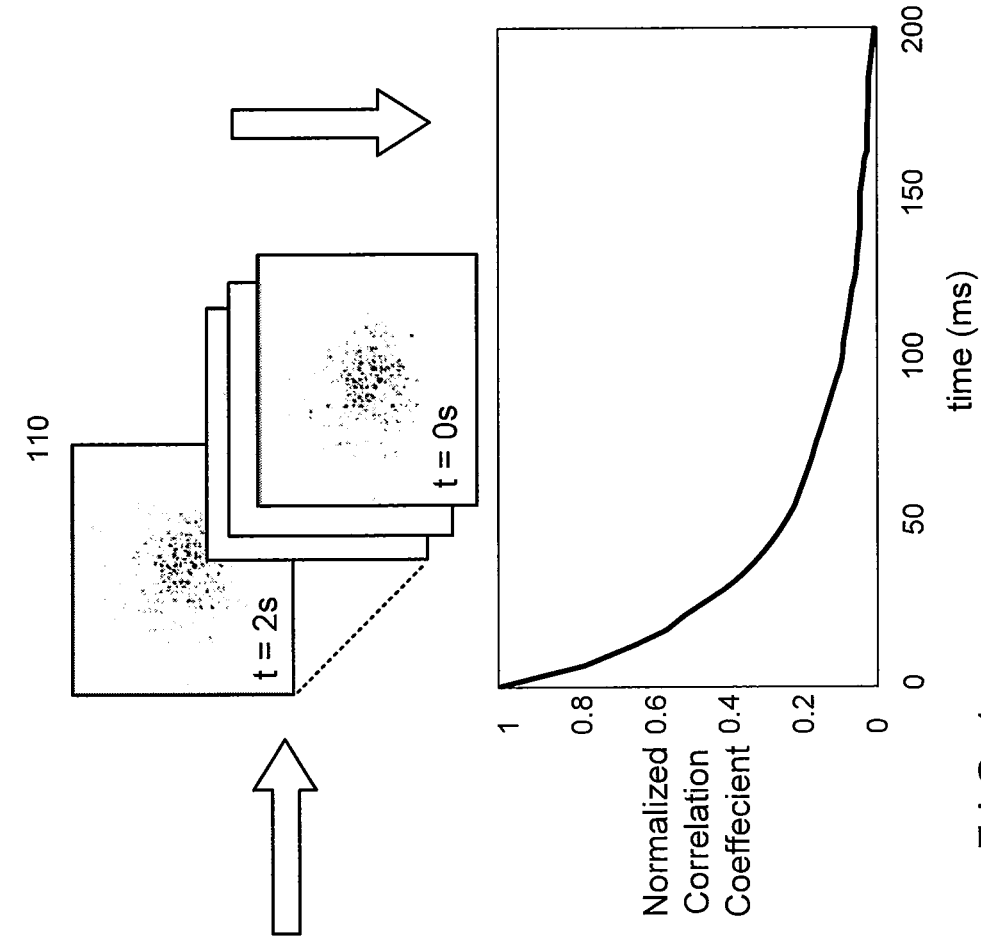 110
t = 2s
t = 0s
1
0.8
Normalized 0.6
Correlation
Coeffecient 0.4
0.2
0
0 50 100 150 200
time (ms)